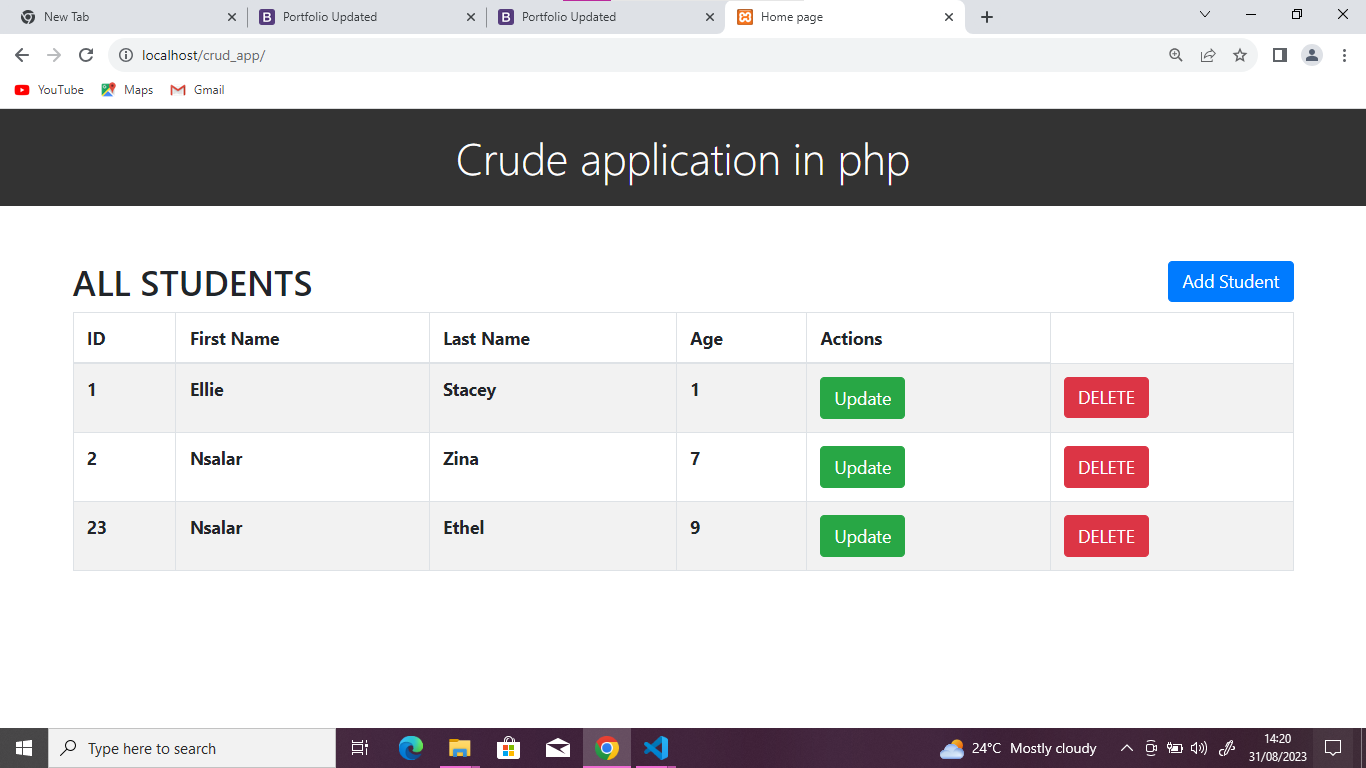 New Tab
Portfolio Updated
Portfolio Updated
Home page
localhost/crud_app/
YouTube
Maps
Gmail
Crude application in php
ALL STUDENTS
Add Student
ID First Name Last Name Age Actions
1 Ellie Stacey 1 Update DELETE
2 Nsalar Zina 7 Update DELETE
23 Nsalar Ethel 9 Update DELETE
Type here to search
24°C Mostly cloudy
14:20
31/08/2023